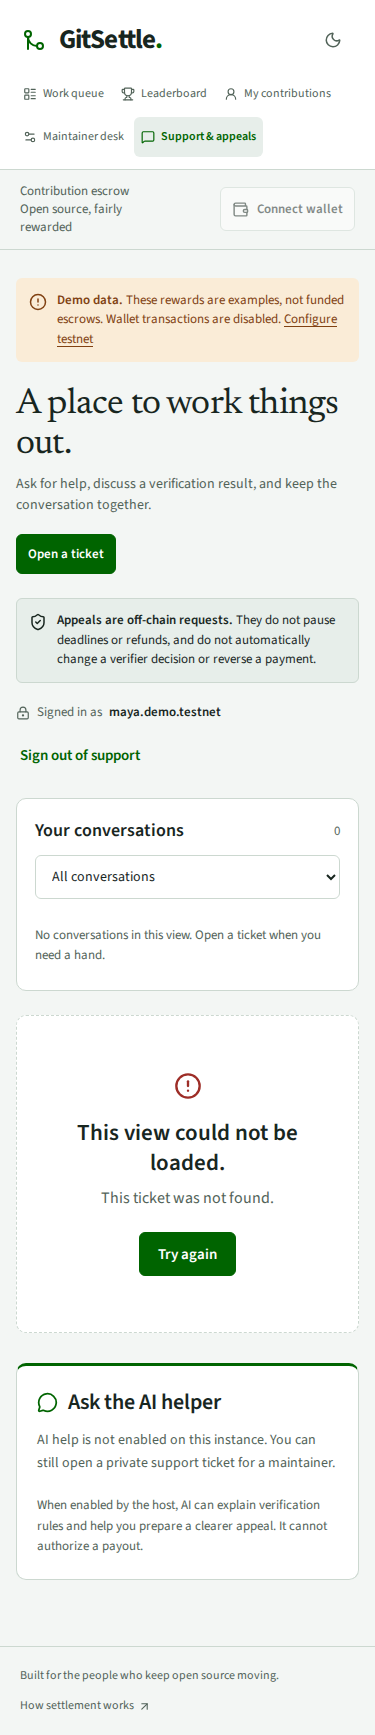 GitSettle.
Work queue
Leaderboard
My contributions
Maintainer desk
Support & appeals
Contribution escrow
Open source, fairly
rewarded
Connect wallet
Demo data. These rewards are examples, not funded
escrows. Wallet transactions are disabled. Configure
testnet
A place to work things
out.
Ask for help, discuss a verification result, and keep the
conversation together.
Open a ticket
Appeals are off-chain requests. They do not pause
deadlines or refunds, and do not automatically
change a verifier decision or reverse a payment.
Signed in as maya.demo.testnet
Sign out of support
Your conversations
0
All conversations
No conversations in this view. Open a ticket when you
need a hand.
This view could not be
loaded.
This ticket was not found.
Try again
Ask the AI helper
AI help is not enabled on this instance. You can
still open a private support ticket for a maintainer.
When enabled by the host, AI can explain verification
rules and help you prepare a clearer appeal. It cannot
authorize a payout.
Built for the people who keep open source moving.
How settlement works